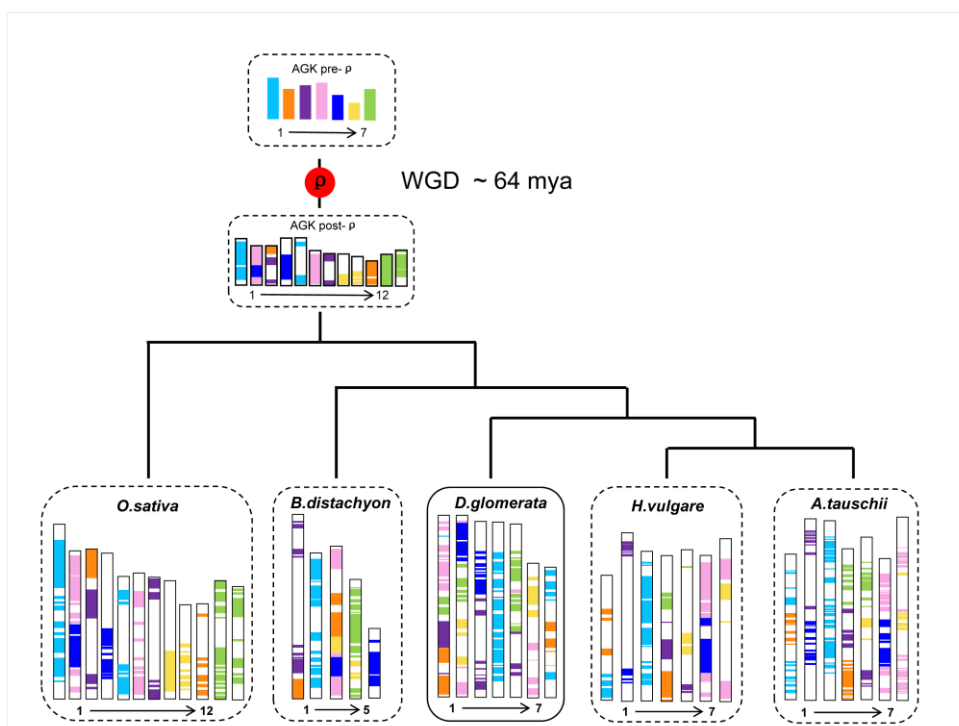 AGK pre- ρ
1 7
ρ
WGD ~ 64 mya
AGK post- ρ
1 12
O.sativa
B.distachyon
D.glomerata
H.vulgare
A.tauschii
1 12
1 5
1 7
1 7
1 7